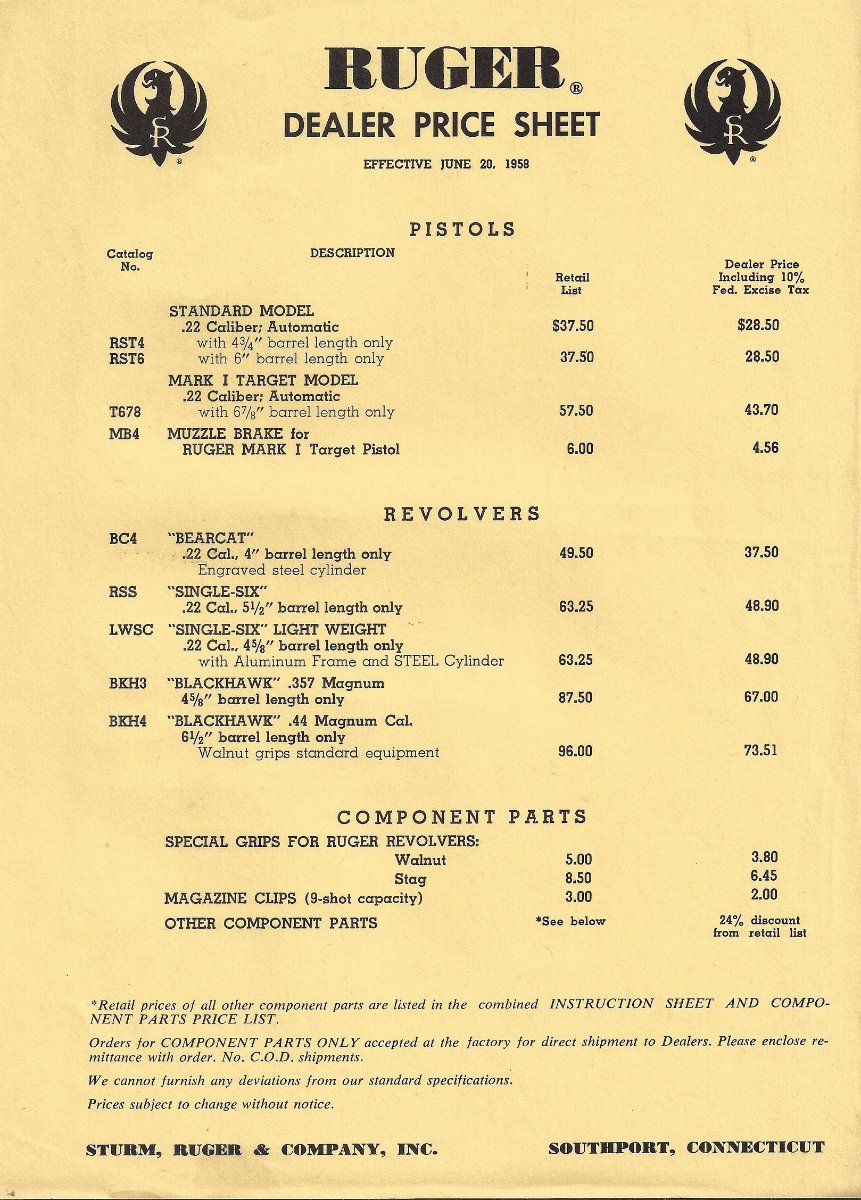 RUGER®
DEALER PRICE SHEET
EFFECTIVE JUNE 20, 1958
SR ® SR ®
PISTOLS
Catalog No. DESCRIPTION Retail List Dealer Price Including 10% Fed. Excise Tax
STANDARD MODEL
.22 Caliber; Automatic $37.50 $28.50
RST4 with 4¾" barrel length only
RST6 with 6" barrel length only 37.50 28.50
MARK I TARGET MODEL
.22 Caliber; Automatic
T678 with 6⅞" barrel length only 57.50 43.70
MB4 MUZZLE BRAKE for
RUGER MARK I Target Pistol 6.00 4.56
REVOLVERS
BC4 "BEARCAT"
.22 Cal., 4" barrel length only 49.50 37.50
Engraved steel cylinder
RSS "SINGLE-SIX"
.22 Cal., 5½" barrel length only 63.25 48.90
LWSC "SINGLE-SIX" LIGHT WEIGHT
.22 Cal., 4⅝" barrel length only
with Aluminum Frame and STEEL Cylinder 63.25 48.90
BKH3 "BLACKHAWK" .357 Magnum
4⅝" barrel length only 87.50 67.00
BKH4 "BLACKHAWK" .44 Magnum Cal.
6½" barrel length only
Walnut grips standard equipment 96.00 73.51
COMPONENT PARTS
SPECIAL GRIPS FOR RUGER REVOLVERS:
Walnut 5.00 3.80
Stag 8.50 6.45
MAGAZINE CLIPS (9-shot capacity) 3.00 2.00
OTHER COMPONENT PARTS *See below 24% discount
from retail list
*Retail prices of all other component parts are listed in the combined INSTRUCTION SHEET AND COMPO-
NENT PARTS PRICE LIST.
Orders for COMPONENT PARTS ONLY accepted at the factory for direct shipment to Dealers. Please enclose re-
mittance with order. No. C.O.D. shipments.
We cannot furnish any deviations from our standard specifications.
Prices subject to change without notice.
STURM, RUGER & COMPANY, INC. SOUTHPORT, CONNECTICUT